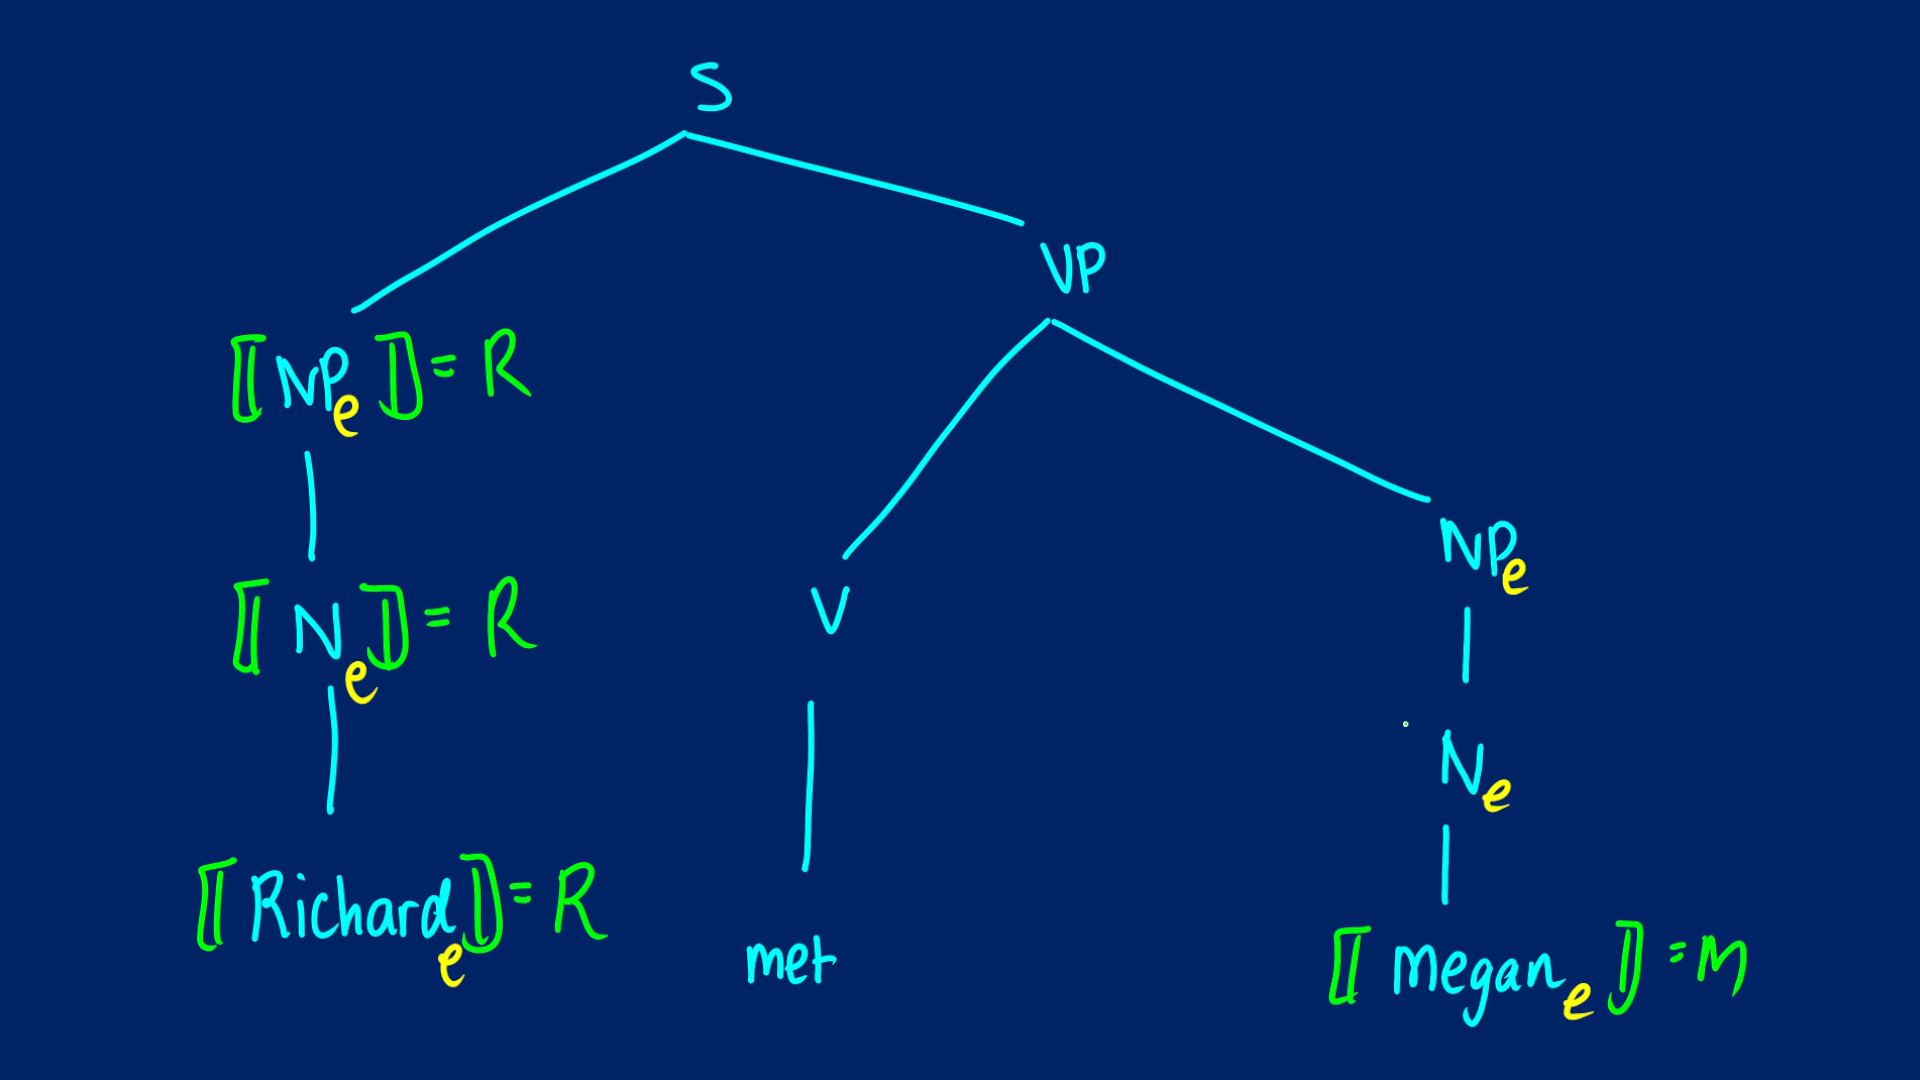 S
VP
⟦NPe⟧ = R
NPe
⟦Ne⟧ = R
V
Ne
⟦Richarde⟧ = R
met
⟦megane⟧ = M